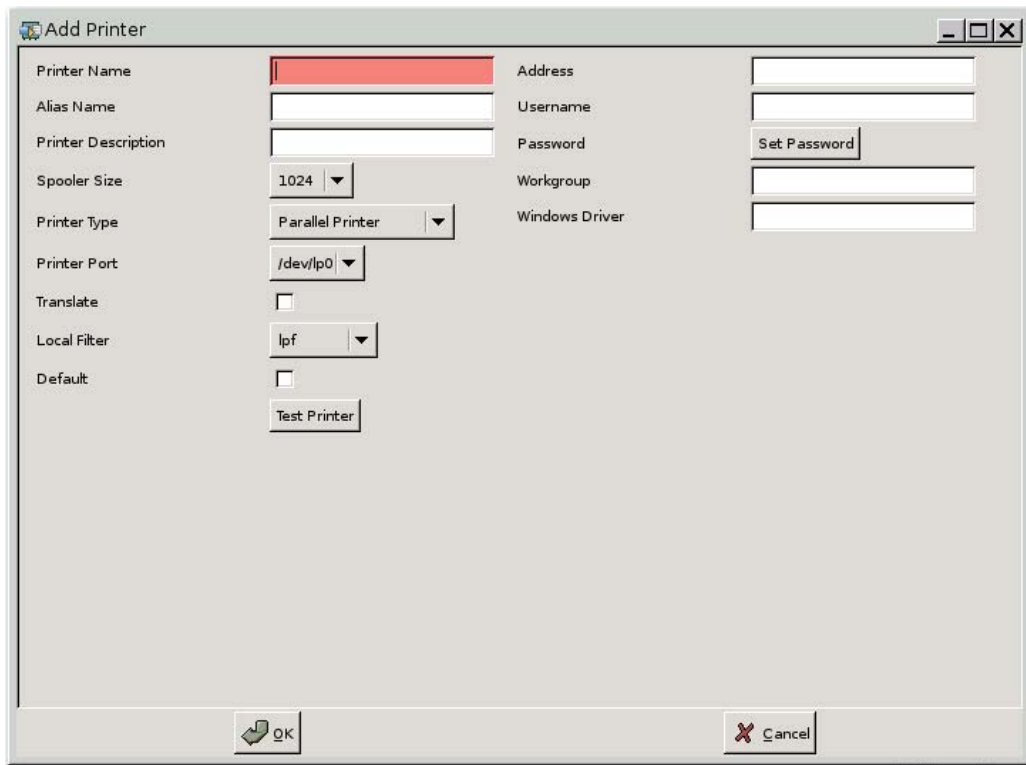 Add Printer
Printer Name
Alias Name
Printer Description
Spooler Size 1024
Printer Type Parallel Printer
Printer Port /dev/lp0
Translate
Local Filter lpf
Default
Test Printer
Address
Username
Password Set Password
Workgroup
Windows Driver
OK
Cancel